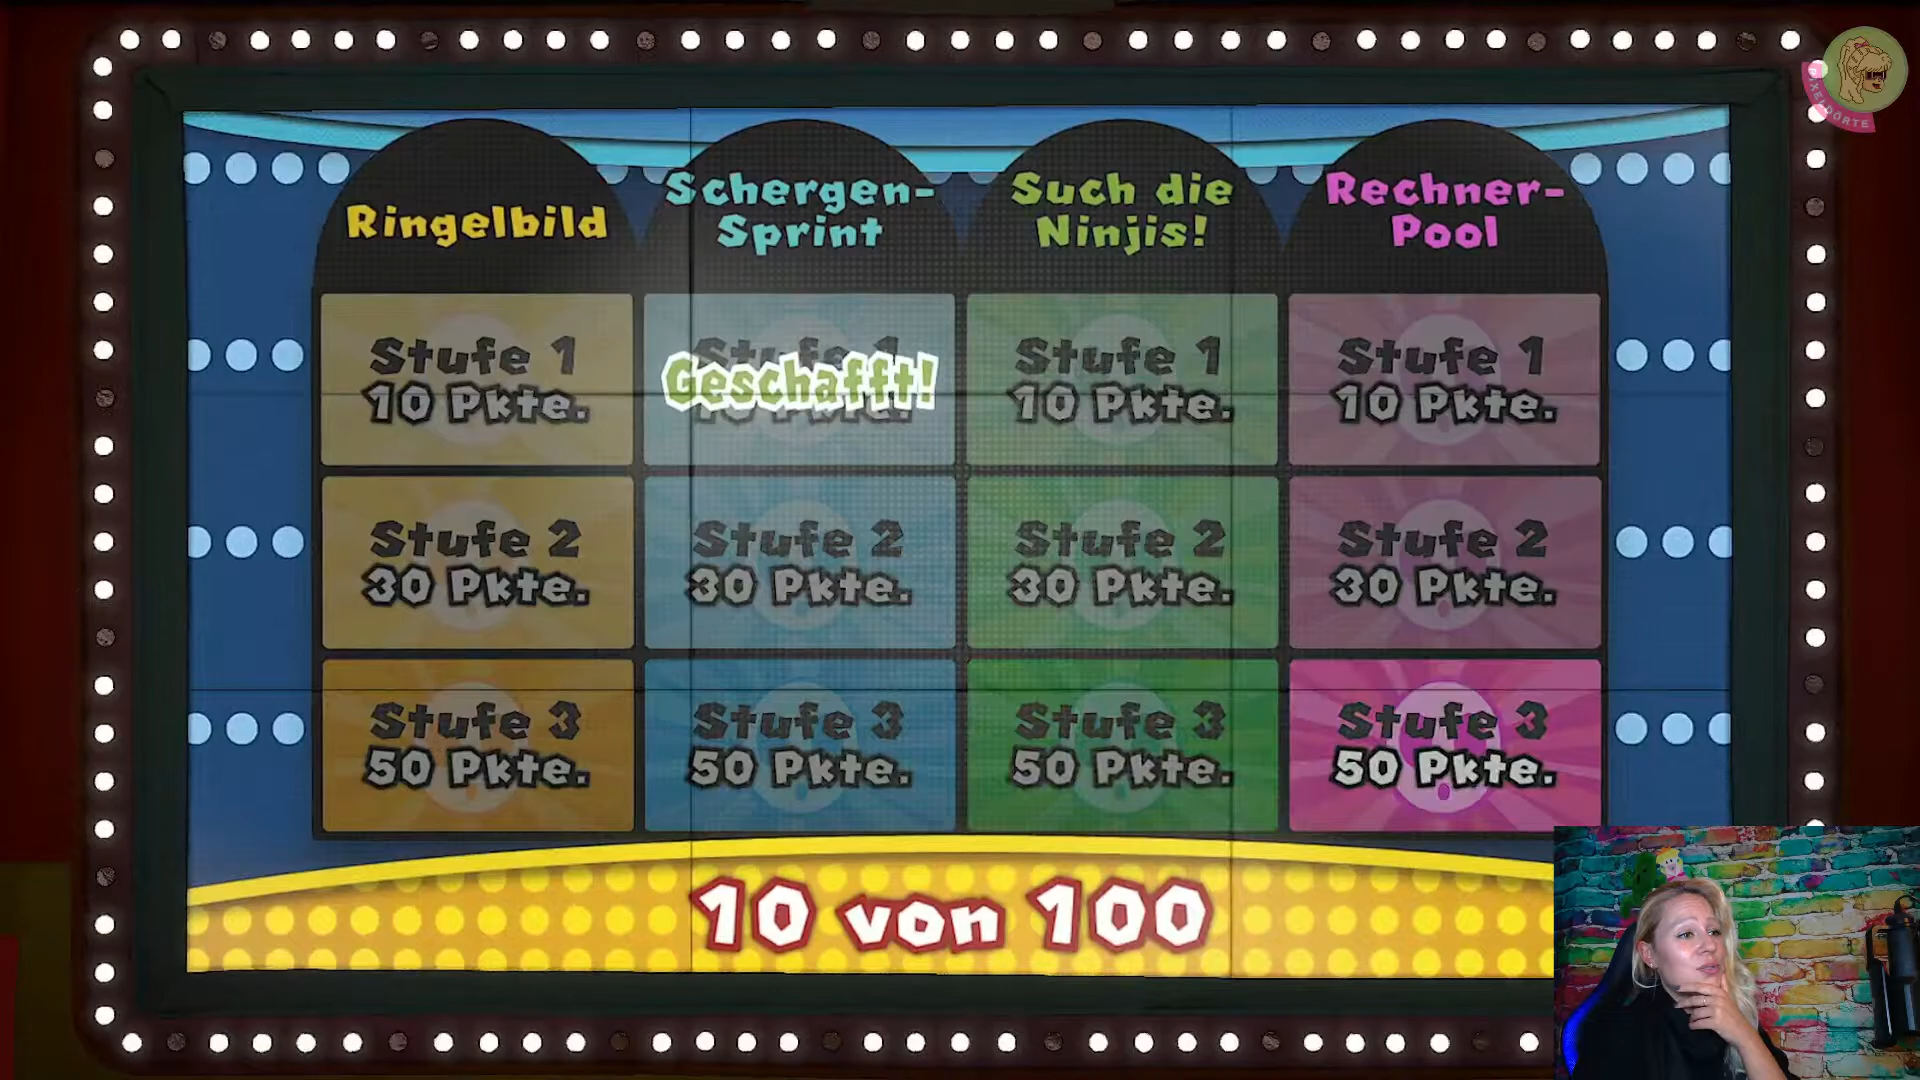 Ringelbild
Schergen-
Sprint
Such die
Ninjis!
Rechner-
Pool
Stufe 1
10 Pkte.
Geschafft!
Stufe 1
10 Pkte.
Stufe 1
10 Pkte.
Stufe 2
30 Pkte.
Stufe 2
30 Pkte.
Stufe 2
30 Pkte.
Stufe 2
30 Pkte.
Stufe 3
50 Pkte.
Stufe 3
50 Pkte.
Stufe 3
50 Pkte.
Stufe 3
50 Pkte.
10 von 100